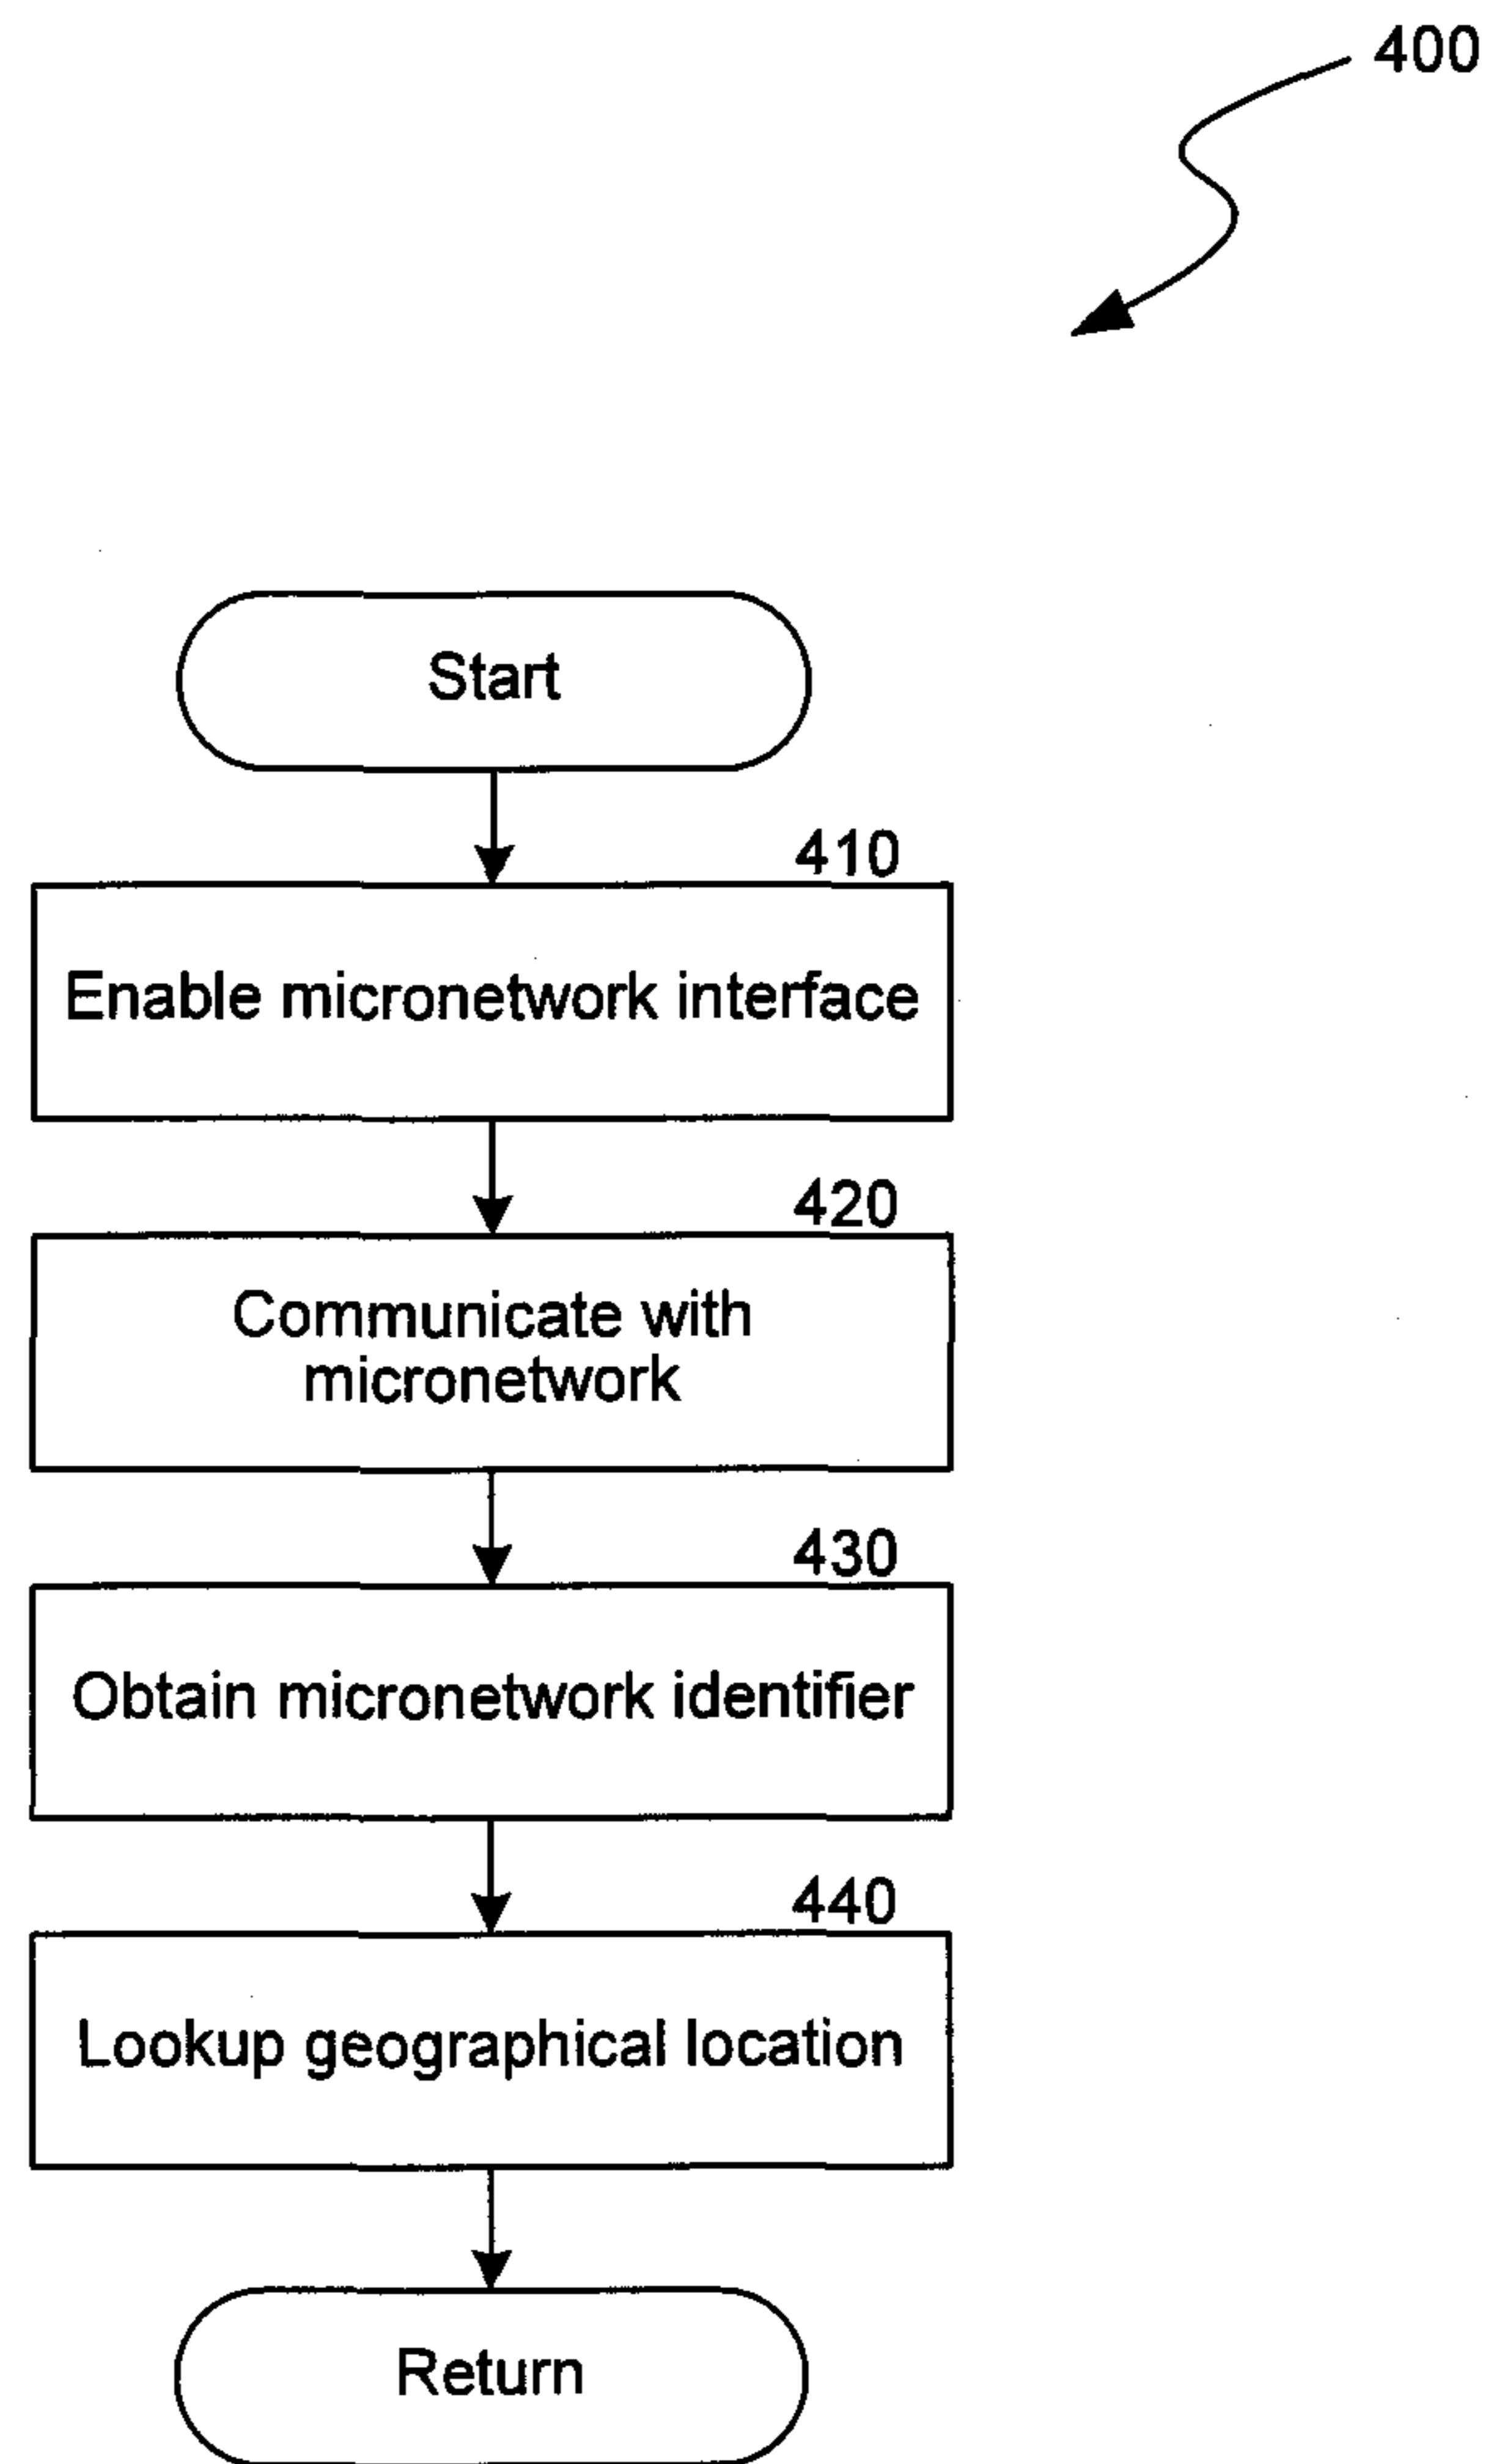 400
Start
410
Enable micronetwork interface
420
Communicate with
micronetwork
430
Obtain micronetwork identifier
440
Lookup geographical location
Return